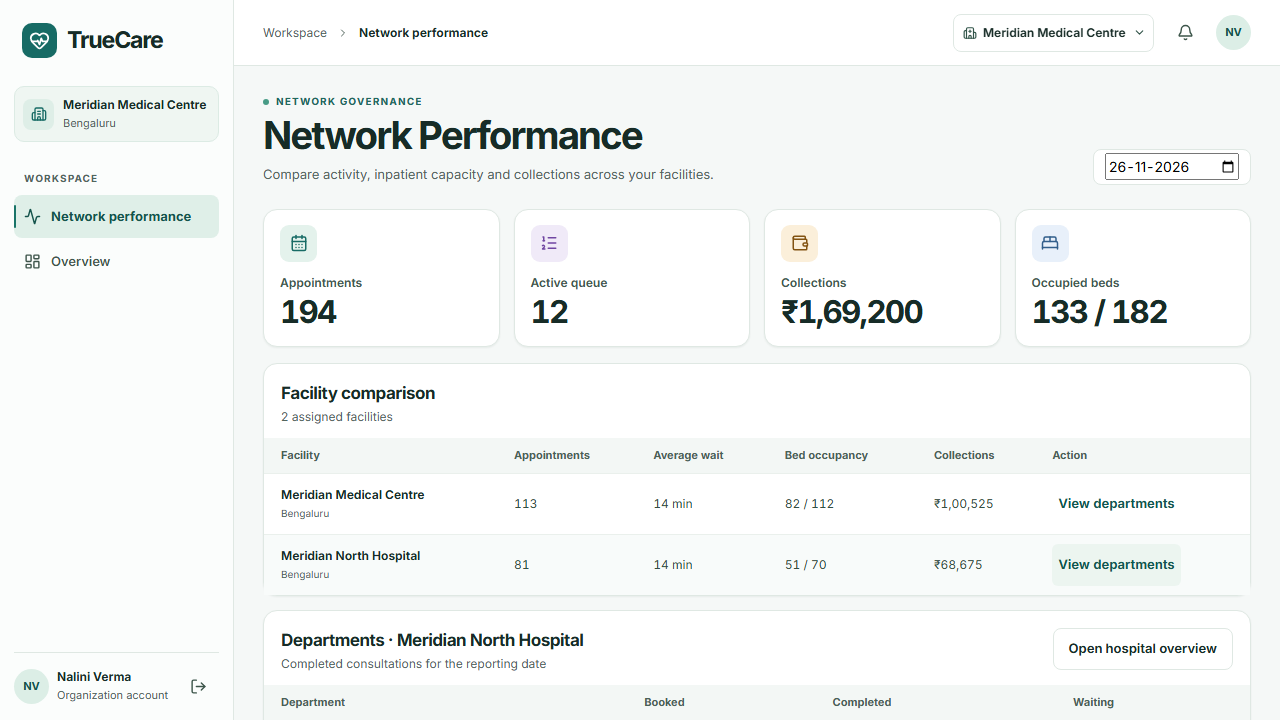 TrueCare
Meridian Medical Centre
Bengaluru
WORKSPACE
Network performance
Overview
NV
Nalini Verma
Organization account
Workspace
Network performance
Meridian Medical Centre
NV
NETWORK GOVERNANCE
Network Performance
Compare activity, inpatient capacity and collections across your facilities.
26-11-2026
Appointments
194
Active queue
12
Collections
₹1,69,200
Occupied beds
133 / 182
Facility comparison
2 assigned facilities
Facility Appointments Average wait Bed occupancy Collections Action
Meridian Medical Centre
Bengaluru
113 14 min 82 / 112 ₹1,00,525 View departments
Meridian North Hospital
Bengaluru
81 14 min 51 / 70 ₹68,675 View departments
Departments · Meridian North Hospital
Completed consultations for the reporting date
Open hospital overview
Department Booked Completed Waiting